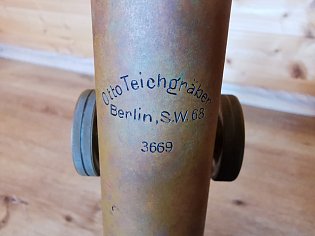 Otto Teichgräber
Berlin, S.W. 68
3669